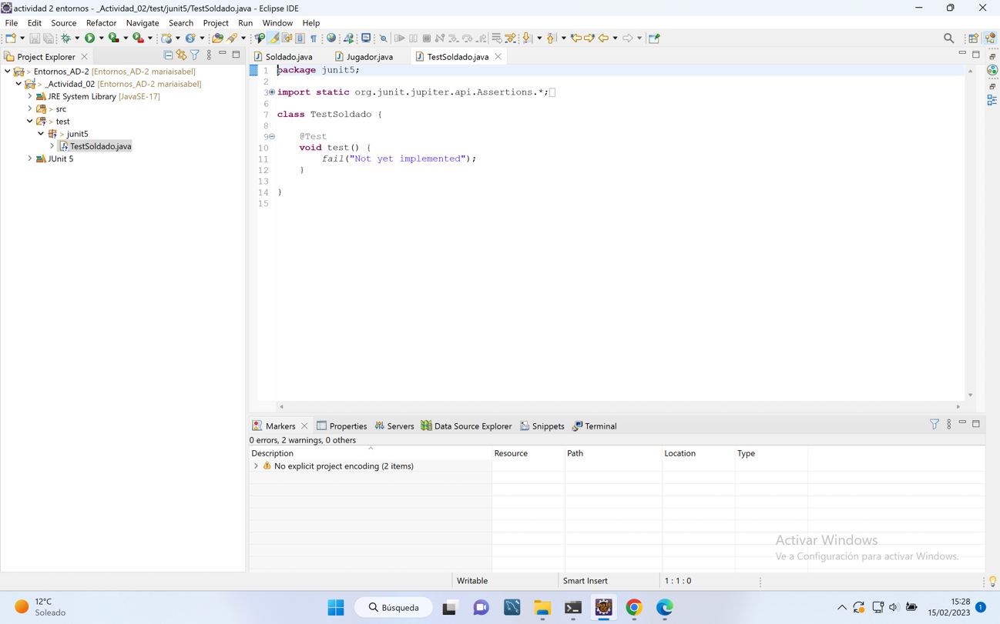 actividad 2 entornos - _Actividad_02/test/junit5/TestSoldado.java - Eclipse IDE
File Edit Source Refactor Navigate Search Project Run Window Help
Project Explorer
Entornos_AD-2 [Entornos_AD-2 mariaisabel]
_Actividad_02 [Entornos_AD-2 mariaisabel]
JRE System Library [JavaSE-17]
src
test
junit5
TestSoldado.java
JUnit 5
Soldado.java Jugador.java TestSoldado.java
1 package junit5;
2
3 import static org.junit.jupiter.api.Assertions.*;
6
7 class TestSoldado {
8
9 @Test
10 void test() {
11 fail("Not yet implemented");
12 }
13
14 }
15
Markers Properties Servers Data Source Explorer Snippets Terminal
0 errors, 2 warnings, 0 others
Description Resource Path Location Type
No explicit project encoding (2 items)
Activar Windows
Ve a Configuración para activar Windows.
Writable Smart Insert 1 : 1 : 0
12°C
Soleado
Búsqueda
15:28
15/02/2023
1